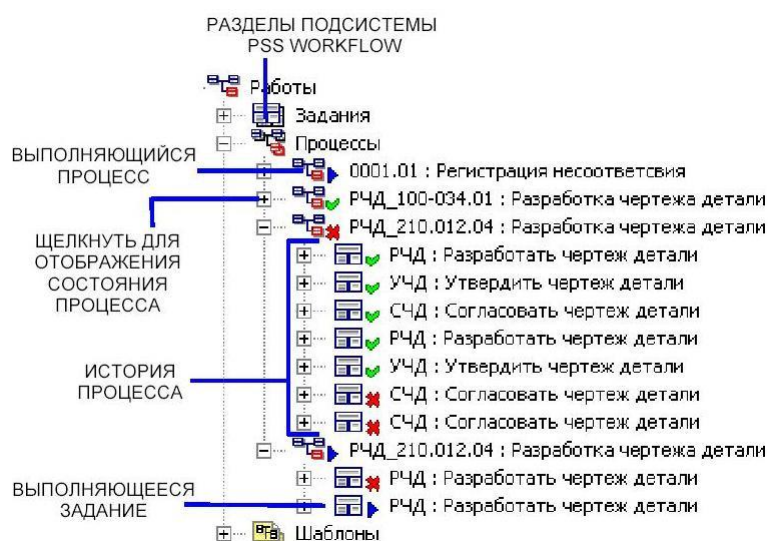 РАЗДЕЛЫ ПОДСИСТЕМЫ
PSS WORKFLOW
Работы
Задания
Процессы
ВЫПОЛНЯЮЩИЙСЯ
ПРОЦЕСС
0001.01 : Регистрация несоответсвия
РЧД_100-034.01 : Разработка чертежа детали
РЧД_210.012.04 : Разработка чертежа детали
ЩЕЛКНУТЬ ДЛЯ
ОТОБРАЖЕНИЯ
СОСТОЯНИЯ
ПРОЦЕССА
РЧД : Разработать чертеж детали
УЧД : Утвердить чертеж детали
СЧД : Согласовать чертеж детали
РЧД : Разработать чертеж детали
УЧД : Утвердить чертеж детали
СЧД : Согласовать чертеж детали
СЧД : Согласовать чертеж детали
ИСТОРИЯ
ПРОЦЕССА
РЧД_210.012.04 : Разработка чертежа детали
РЧД : Разработать чертеж детали
РЧД : Разработать чертеж детали
ВЫПОЛНЯЮЩЕЕСЯ
ЗАДАНИЕ
Шаблоны